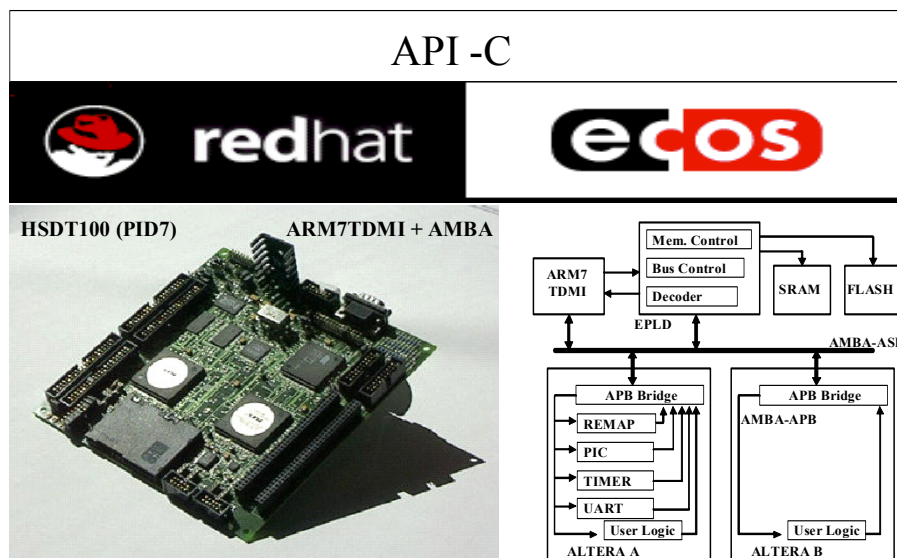 API -C
redhat
ecos
HSDT100 (PID7)
ARM7TDMI + AMBA
Mem. Control
Bus Control
Decoder
ARM7
TDMI
SRAM
FLASH
EPLD
AMBA-ASB
APB Bridge
REMAP
PIC
TIMER
UART
User Logic
ALTERA A
APB Bridge
AMBA-APB
User Logic
ALTERA B